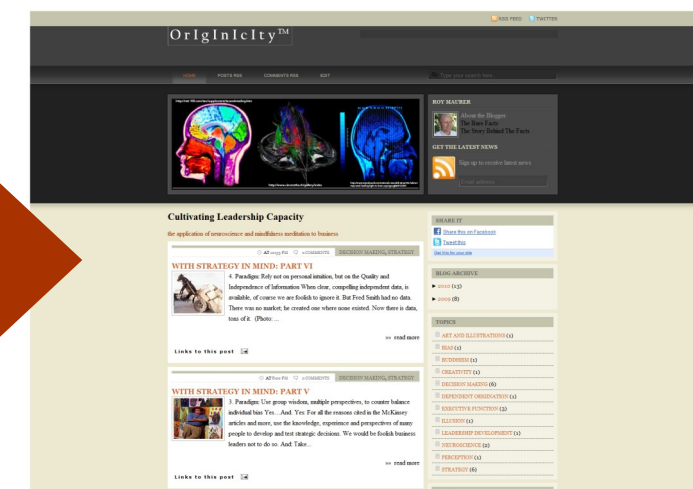 RSS FEED TWITTER
OrIgInIcIty™
HOME POSTS RSS COMMENTS RSS EDIT
Type your search here
ROY MAURER
About the Blogger
The Bare Facts
The Story Behind The Facts
GET THE LATEST NEWS
Sign up to receive latest news
Email address
Cultivating Leadership Capacity
the application of neuroscience and mindfulness meditation to business
COMMENTS DECISION MAKING, STRATEGY
WITH STRATEGY IN MIND: PART VI
4. Paradigm: Rely not on personal intuition, but on the Quality and
Independence of Information When clear, compelling independent data, is
available, of course we are foolish to ignore it. But Fred Smith had no data.
There was no market; he created one where none existed. Now there is data,
tons of it. (Photo: ...
»» read more
Links to this post
COMMENTS DECISION MAKING, STRATEGY
WITH STRATEGY IN MIND: PART V
3. Paradigm: Use group wisdom, multiple perspectives, to counter balance
individual bias Yes…And. Yes: For all the reasons cited in the McKinsey
articles and more, use the knowledge, experience and perspectives of many
people to develop and test strategic decisions. We would be foolish business
leaders not to do so. And: Take...
»» read more
Links to this post
SHARE IT
Share this on Facebook
Tweet this
Get this for your site
BLOG ARCHIVE
► 2010 (13)
► 2009 (8)
TOPICS
ART AND ILLUSTRATIONS (1)
BIAS (1)
BUDDHISM (1)
CREATIVITY (1)
DECISION MAKING (6)
DEPENDENT ORIGINATION (1)
EXECUTIVE FUNCTION (3)
ILLUSION (1)
LEADERSHIP DEVELOPMENT (1)
NEUROSCIENCE (2)
PERCEPTION (1)
STRATEGY (6)